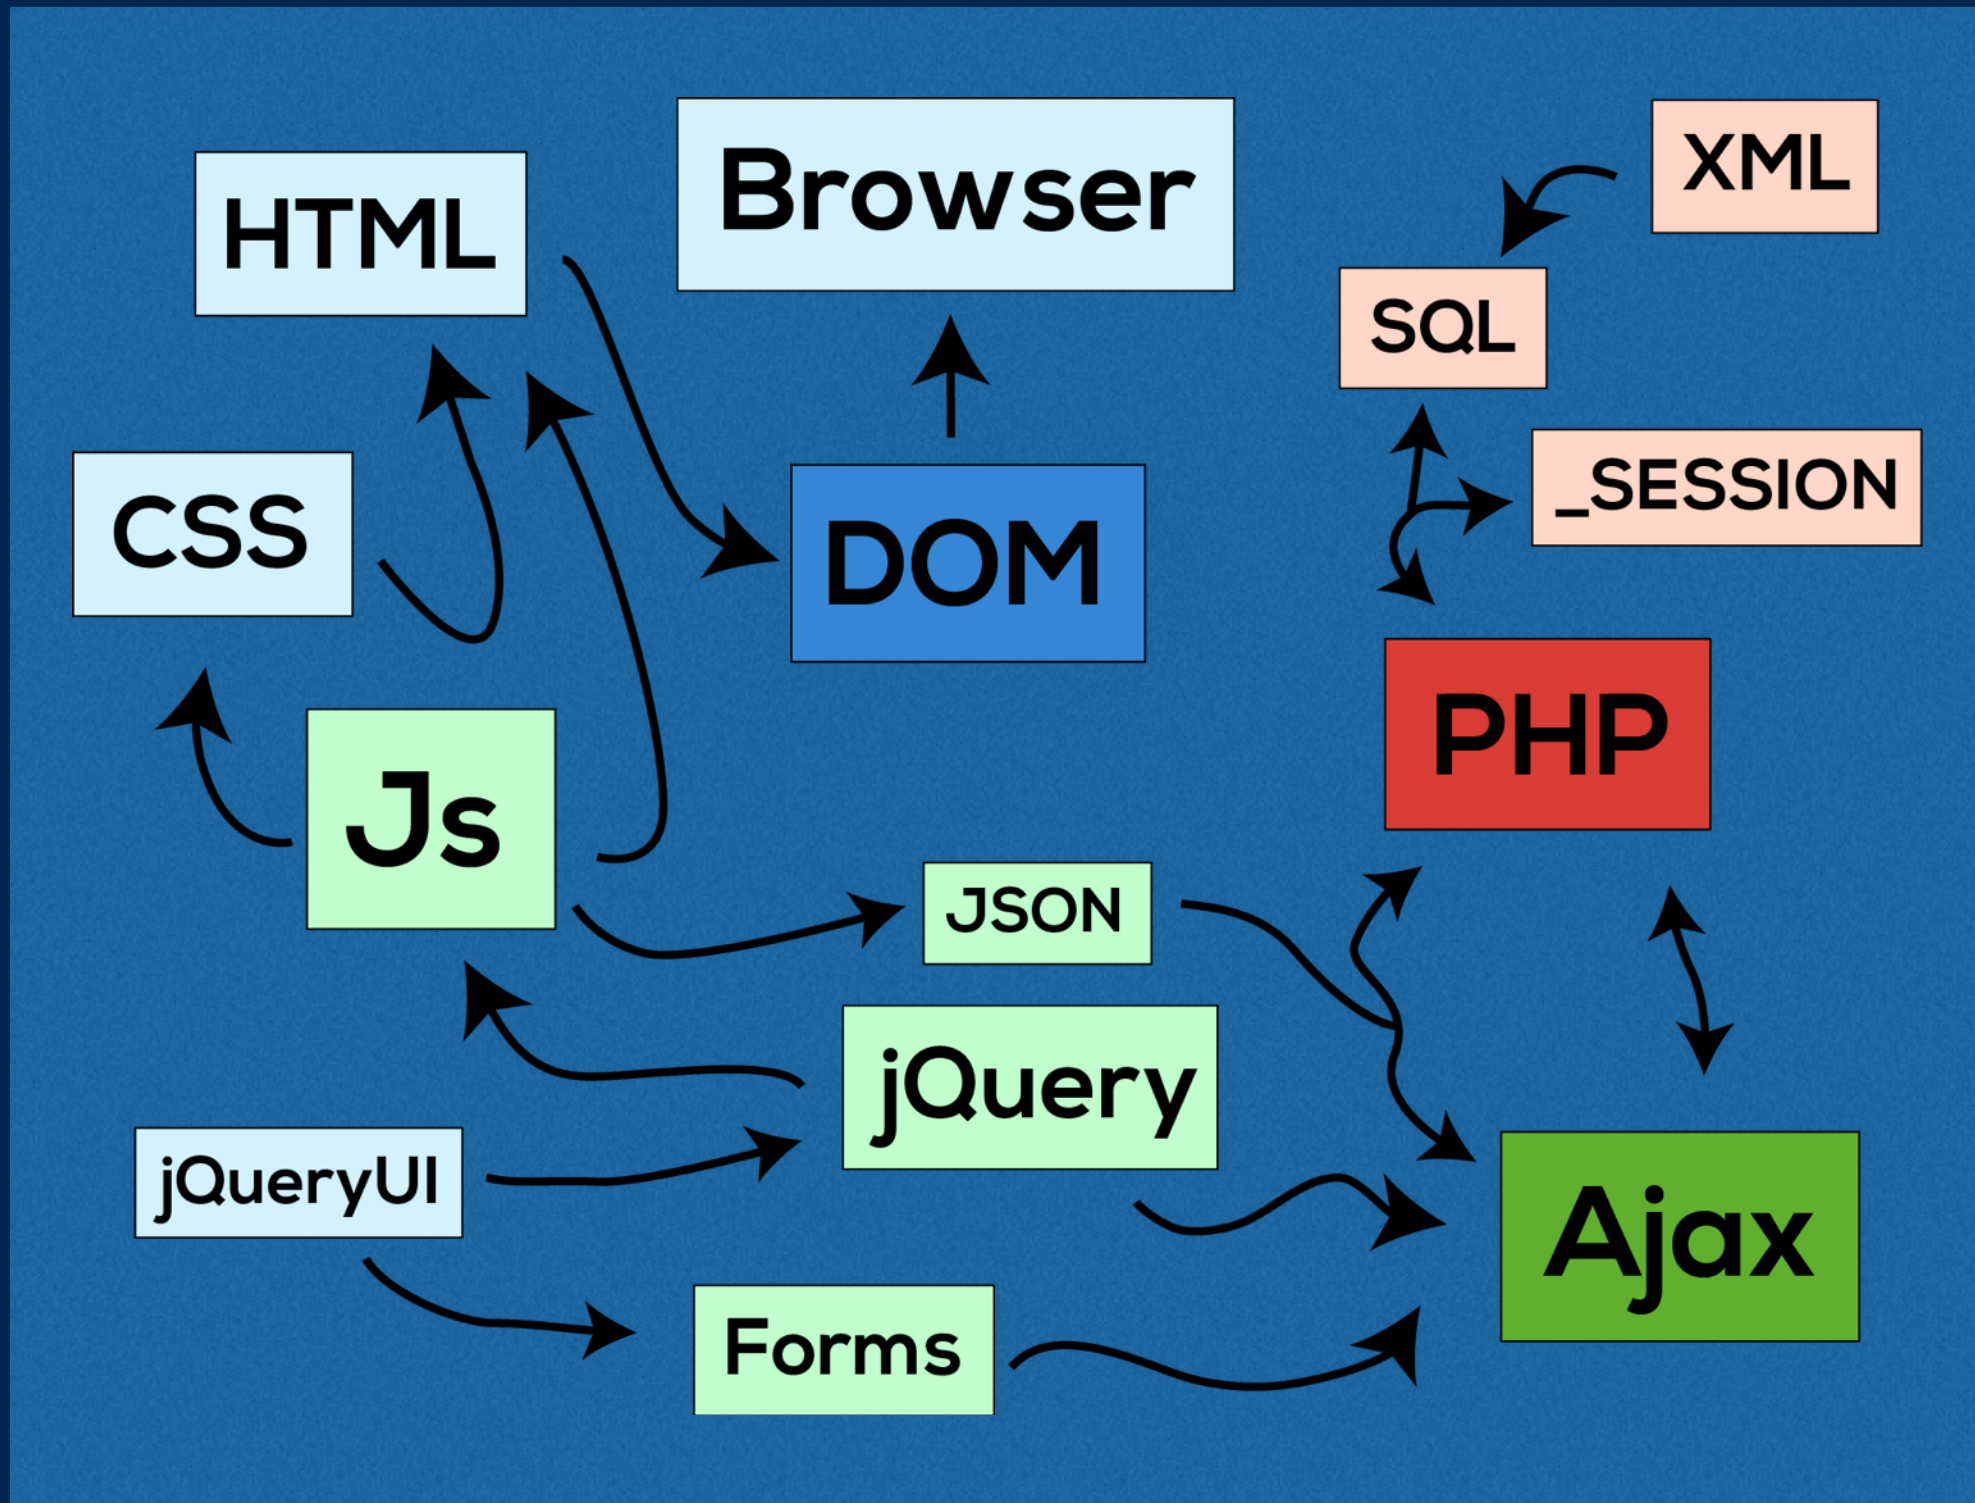 HTML
Browser
XML
SQL
CSS
DOM
_SESSION
Js
PHP
JSON
jQuery
jQueryUI
Ajax
Forms